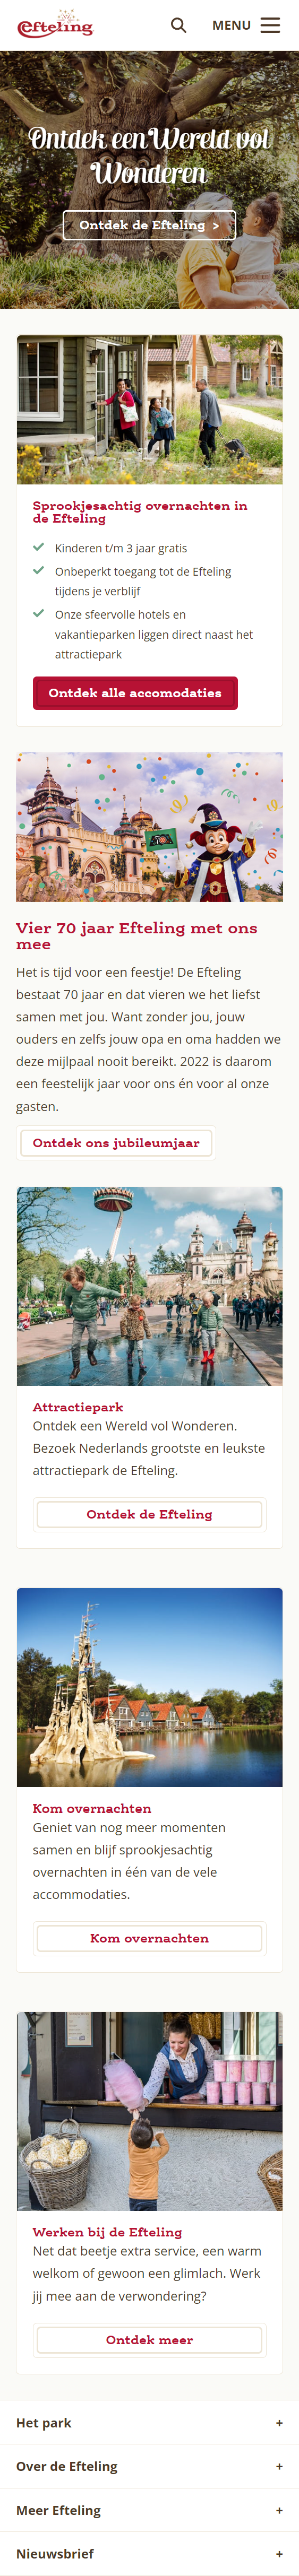 Efteling
MENU
Ontdek een Wereld vol
Wonderen
Ontdek de Efteling >
Sprookjesachtig overnachten in
de Efteling
Kinderen t/m 3 jaar gratis
Onbeperkt toegang tot de Efteling
tijdens je verblijf
Onze sfeervolle hotels en
vakantieparken liggen direct naast het
attractiepark
Ontdek alle accomodaties
Vier 70 jaar Efteling met ons
mee
Het is tijd voor een feestje! De Efteling
bestaat 70 jaar en dat vieren we het liefst
samen met jou. Want zonder jou, jouw
ouders en zelfs jouw opa en oma hadden we
deze mijlpaal nooit bereikt. 2022 is daarom
een feestelijk jaar voor ons én voor al onze
gasten.
Ontdek ons jubileumjaar
Attractiepark
Ontdek een Wereld vol Wonderen.
Bezoek Nederlands grootste en leukste
attractiepark de Efteling.
Ontdek de Efteling
Kom overnachten
Geniet van nog meer momenten
samen en blijf sprookjesachtig
overnachten in één van de vele
accommodaties.
Kom overnachten
Werken bij de Efteling
Net dat beetje extra service, een warm
welkom of gewoon een glimlach. Werk
jij mee aan de verwondering?
Ontdek meer
Het park +
Over de Efteling +
Meer Efteling +
Nieuwsbrief +